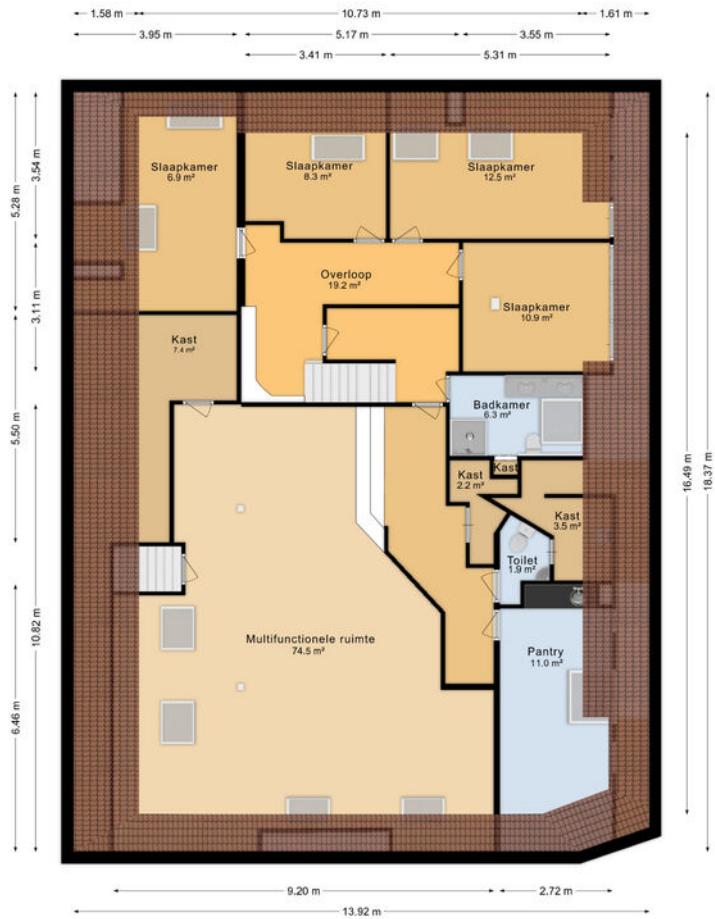 1.58 m 10.73 m 1.61 m
3.95 m 5.17 m 3.55 m
3.41 m 5.31 m
5.28 m
3.54 m
3.11 m
5.50 m
10.82 m
6.46 m
16.49 m
18.37 m
Slaapkamer
6.9 m²
Slaapkamer
8.3 m²
Slaapkamer
12.5 m²
Overloop
19.2 m²
Slaapkamer
10.9 m²
Kast
7.4 m²
Badkamer
6.3 m²
Kast
2.2 m²
Kast
Kast
3.5 m²
Toilet
1.9 m²
Multifunctionele ruimte
74.5 m²
Pantry
11.0 m²
9.20 m 2.72 m
13.92 m